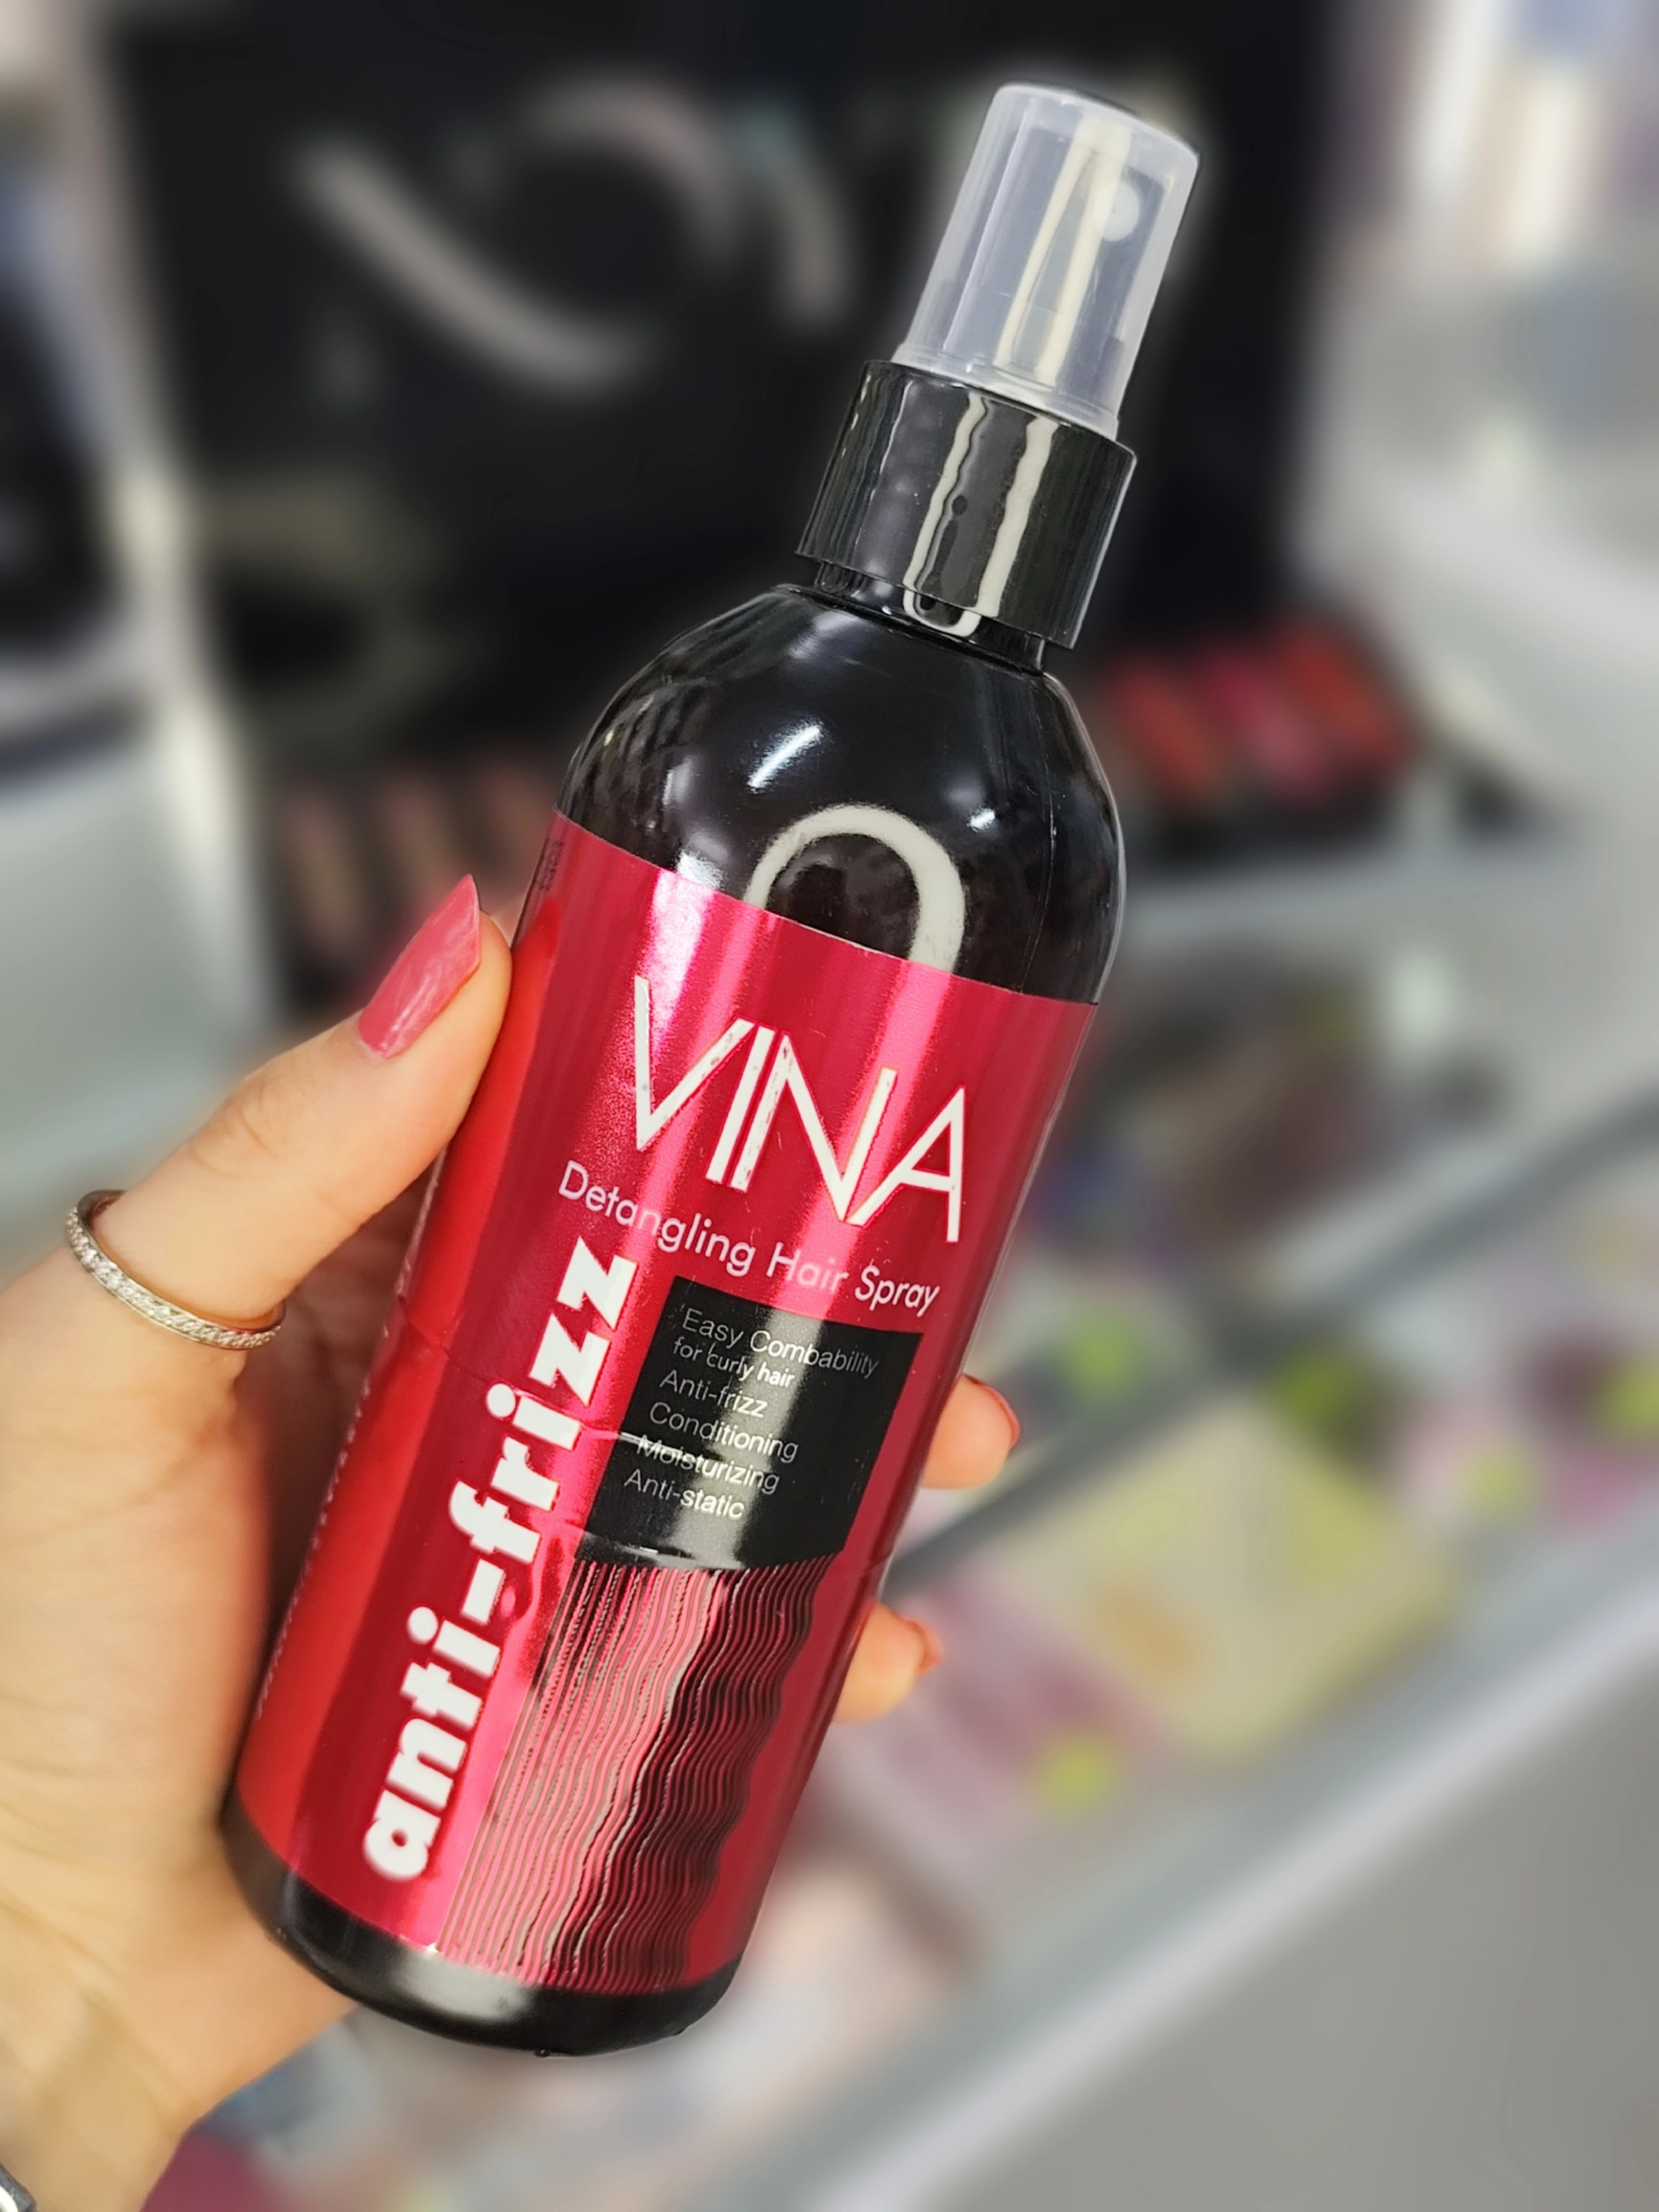 VINA
Detangling Hair Spray
anti-frizz
Easy Combability
for curly hair
Anti-frizz
Conditioning
Moisturizing
Anti-static